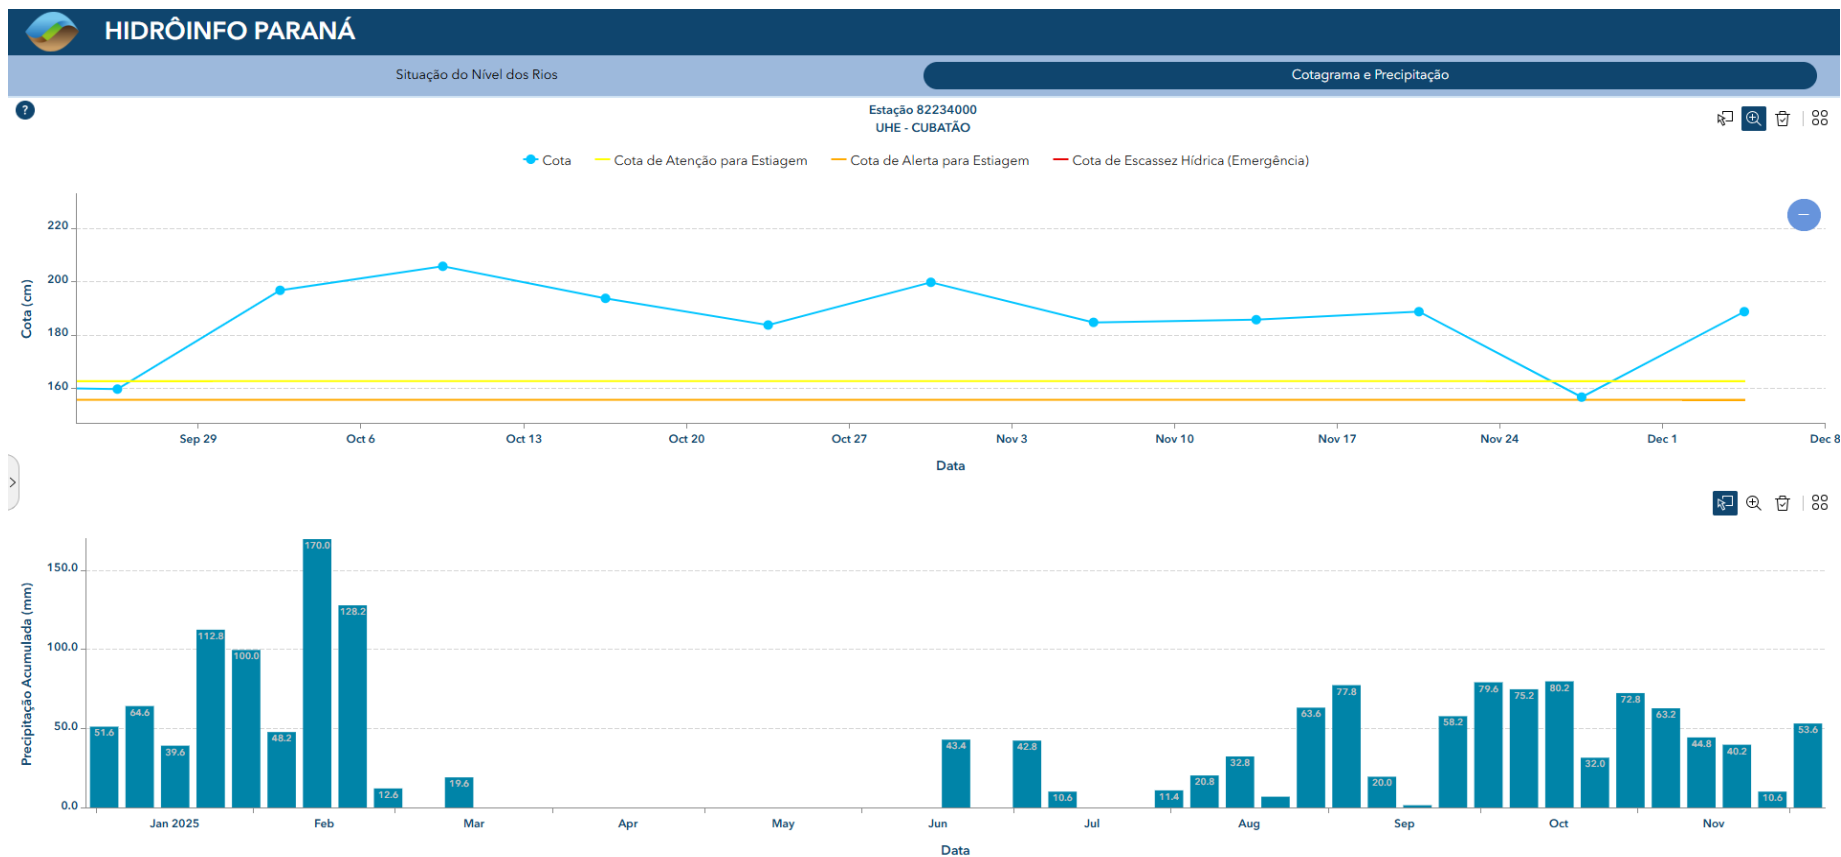 HIDRÔINFO PARANÁ
Situação do Nível dos Rios
Cotagrama e Precipitação
?
Estação 82234000
UHE - CUBATÃO
Cota
Cota de Atenção para Estiagem
Cota de Alerta para Estiagem
Cota de Escassez Hídrica (Emergência)
Cota (cm)
220
200
180
160
Sep 29
Oct 6
Oct 13
Oct 20
Oct 27
Nov 3
Nov 10
Nov 17
Nov 24
Dec 1
Dec 8
Data
Precipitação Acumulada (mm)
150.0
100.0
50.0
0.0
51.6
64.6
39.6
112.8
100.0
48.2
170.0
128.2
12.6
19.6
43.4
42.8
10.6
11.4
20.8
32.8
63.6
77.8
20.0
58.2
79.6
75.2
80.2
32.0
72.8
63.2
44.8
40.2
10.6
53.6
Jan 2025
Feb
Mar
Apr
May
Jun
Jul
Aug
Sep
Oct
Nov
Data